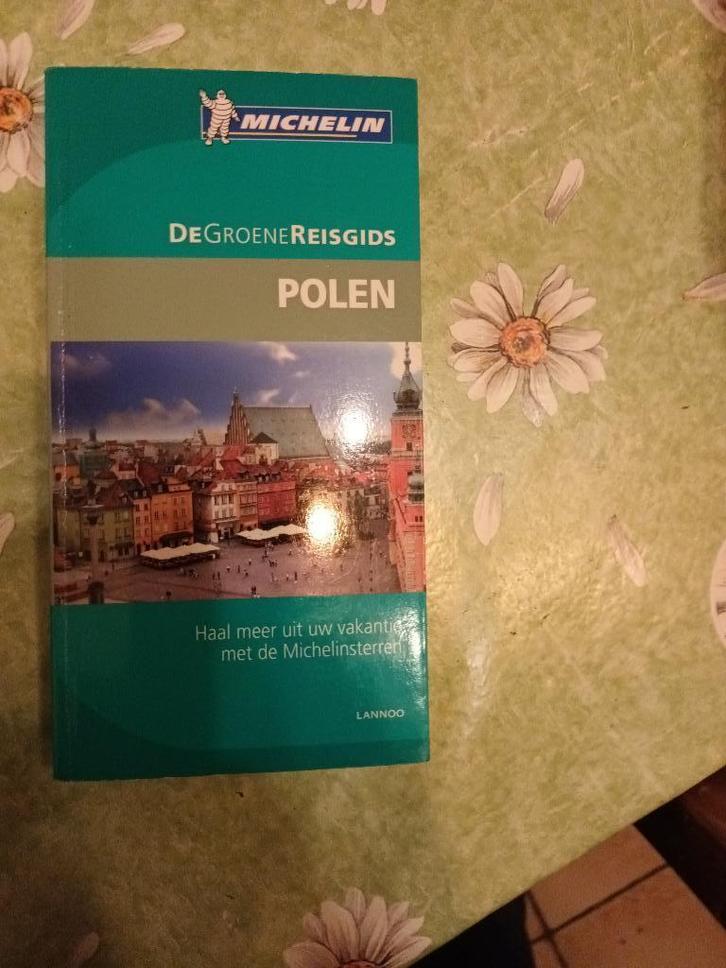 MICHELIN
DEGROENEREISGIDS
POLEN
Haal meer uit uw vakantie
met de Michelinsterren
LANNOO